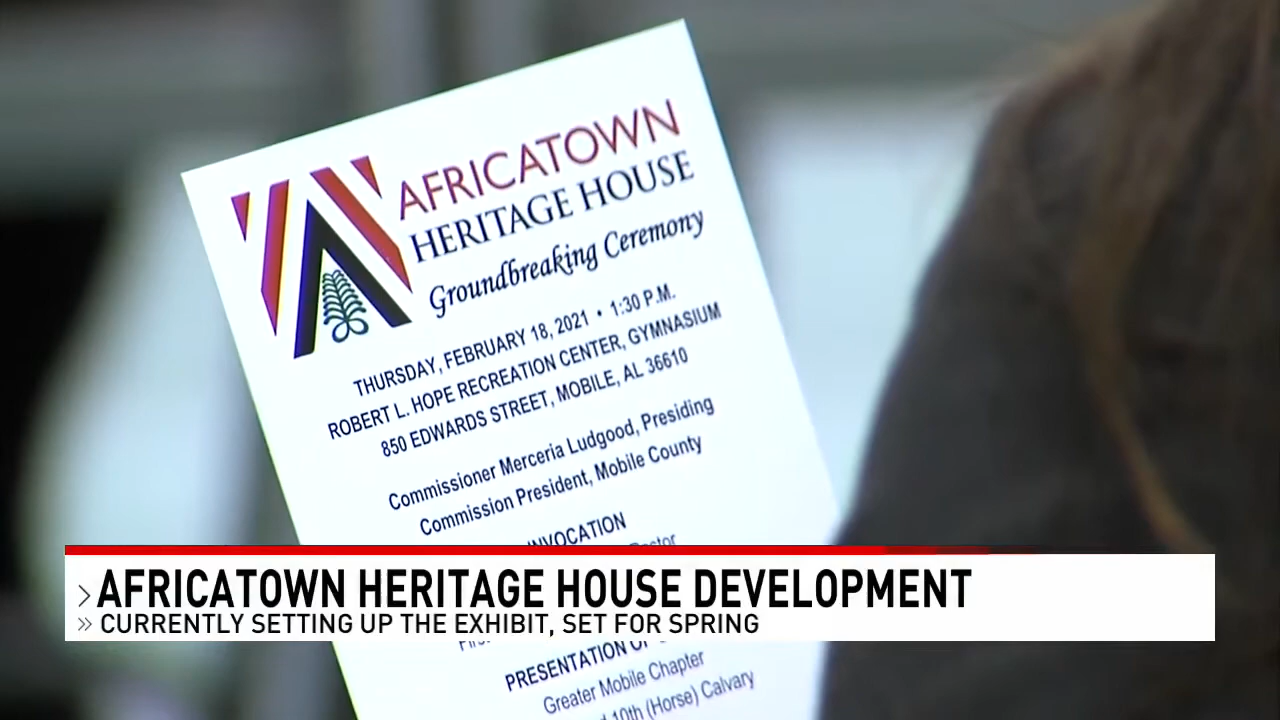 AFRICATOWN
HERITAGE HOUSE
Groundbreaking Ceremony
THURSDAY, FEBRUARY 18, 2021 • 1:30 P.M.
ROBERT L. HOPE RECREATION CENTER, GYMNASIUM
850 EDWARDS STREET, MOBILE, AL 36610
Commissioner Merceria Ludgood, Presiding
Commission President, Mobile County
INVOCATION
Pastor
> AFRICATOWN HERITAGE HOUSE DEVELOPMENT
» CURRENTLY SETTING UP THE EXHIBIT, SET FOR SPRING
PRESENTATION OF
Greater Mobile Chapter
10th (Horse) Calvary